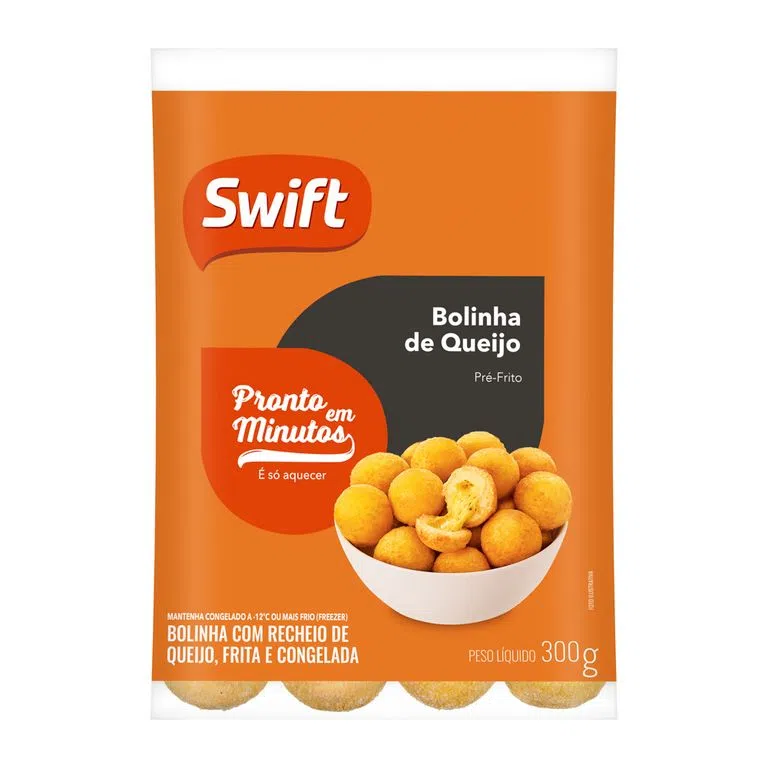 Swift
Bolinha
de Queijo
Pré-Frito
Pronto em
Minutos
É só aquecer
MANTENHA CONGELADO A -12°C OU MAIS FRIO (FREEZER)
BOLINHA COM RECHEIO DE
QUEIJO, FRITA E CONGELADA
PESO LÍQUIDO 300g
FOTO ILUSTRATIVA